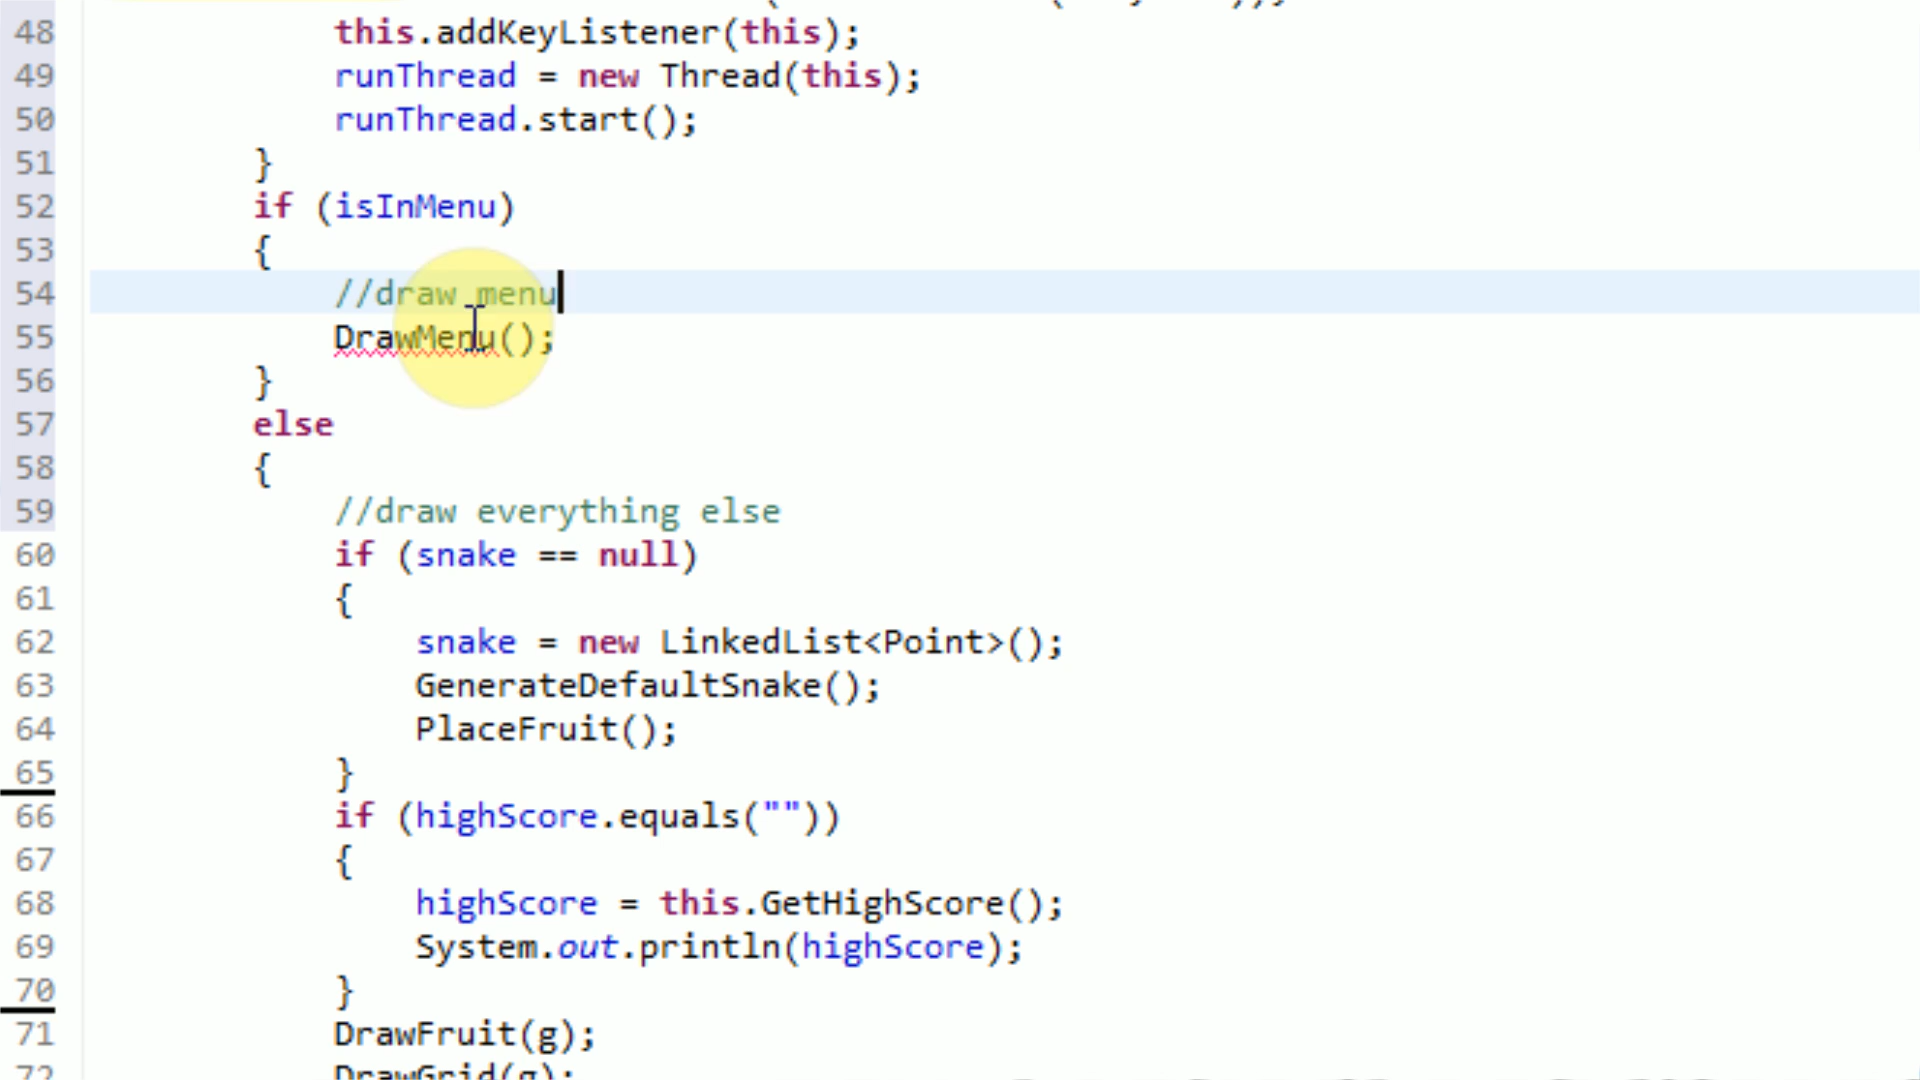 48 this.addKeyListener(this);
49 runThread = new Thread(this);
50 runThread.start();
51 }
52 if (isInMenu)
53 {
54 //draw menu
55 DrawMenu();
56 }
57 else
58 {
59 //draw everything else
60 if (snake == null)
61 {
62 snake = new LinkedList<Point>();
63 GenerateDefaultSnake();
64 PlaceFruit();
65 }
66 if (highScore.equals(""))
67 {
68 highScore = this.GetHighScore();
69 System.out.println(highScore);
70 }
71 DrawFruit(g);
72 DrawGrid(g);